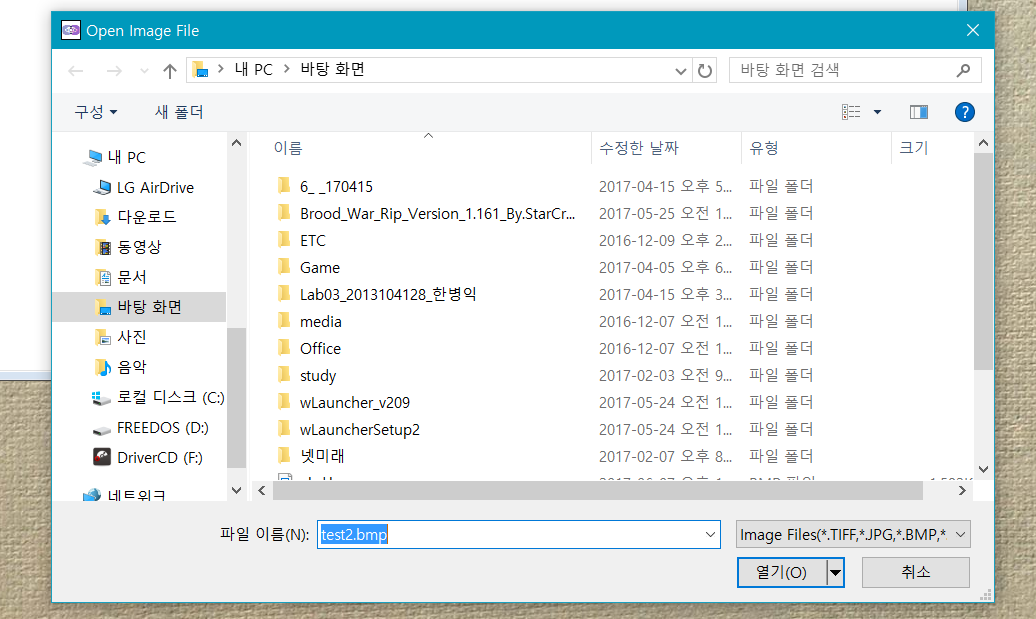 Open Image File
내 PC > 바탕 화면
바탕 화면 검색
구성
새 폴더
내 PC
LG AirDrive
다운로드
동영상
문서
바탕 화면
사진
음악
로컬 디스크 (C:)
FREEDOS (D:)
DriverCD (F:)
네트워크
이름 수정한 날짜 유형 크기
6_ _170415 2017-04-15 오후 5... 파일 폴더
Brood_War_Rip_Version_1.161_By.StarCr... 2017-05-25 오전 1... 파일 폴더
ETC 2016-12-09 오후 2... 파일 폴더
Game 2017-04-05 오후 6... 파일 폴더
Lab03_2013104128_한병익 2017-04-15 오후 3... 파일 폴더
media 2016-12-07 오전 1... 파일 폴더
Office 2016-12-07 오전 1... 파일 폴더
study 2017-02-03 오전 9... 파일 폴더
wLauncher_v209 2017-05-24 오전 1... 파일 폴더
wLauncherSetup2 2017-05-24 오전 1... 파일 폴더
넷미래 2017-02-07 오후 8... 파일 폴더
파일 이름(N):
test2.bmp
Image Files(*.TIFF,*.JPG,*.BMP,*
열기(O)
취소